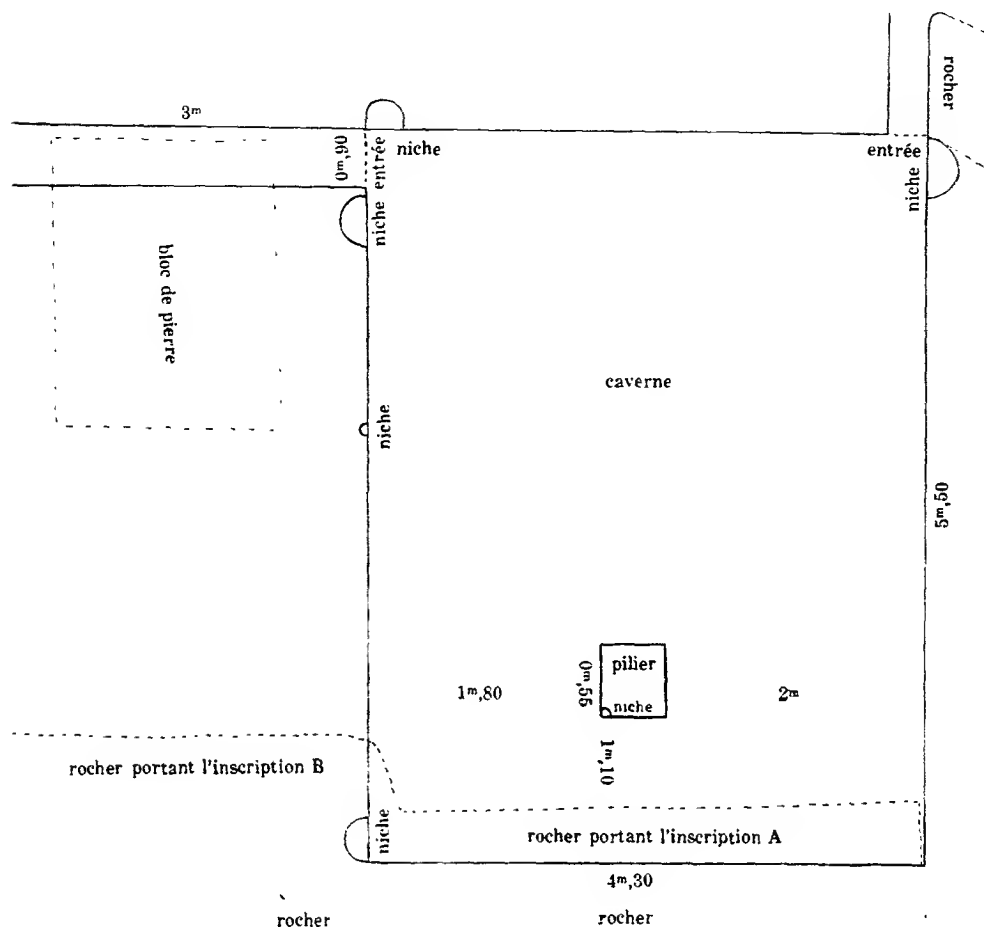 3m
rocher
0m,90
entrée
niche
entrée
niche
niche
bloc de pierre
caverne
niche
5m,50
pilier
0m,55
niche
1m,80
2m
1m,10
rocher portant l'inscription B
niche
rocher portant l'inscription A
4m,30
rocher
rocher